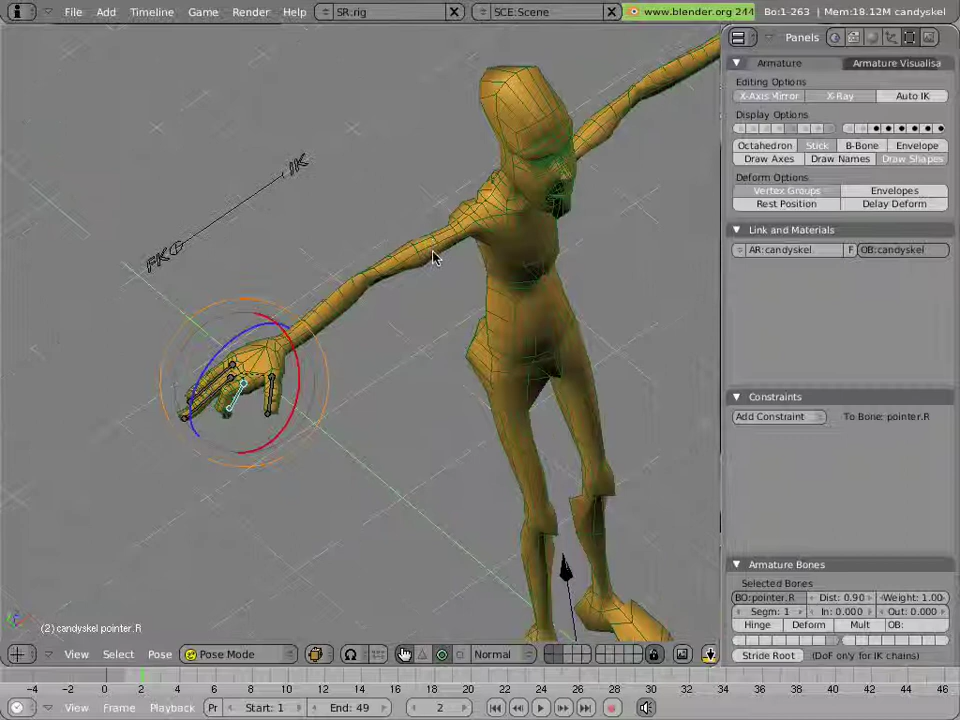 File Add Timeline Game Render Help SR:rig SCE:Scene www.blender.org 244 Bo:1-263 | Mem:18.12M candyskel
Panels
Armature Armature Visualisa
Editing Options
X-Axis Mirror X-Ray Auto IK
Display Options
Octahedron Stick B-Bone Envelope
Draw Axes Draw Names Draw Shapes
Deform Options
Vertex Groups Envelopes
Rest Position Delay Deform
Link and Materials
AR:candyskel F OB:candyskel
Constraints
Add Constraint To Bone: pointer.R
Armature Bones
Selected Bones
BO:pointer.R Dist: 0.90 Weight: 1.00
Segm: 1 In: 0.000 Out: 0.000
Hinge Deform Mult OB:
Stride Root (DoF only for IK chains)
IK
FK
(2) candyskel pointer.R
View Select Pose Pose Mode Normal
-4 -2 0 2 4 6 8 10 12 14 16 18 20 22 24 26 28 30 32 34 36 38 40 42 44 46
View Frame Playback Pr Start: 1 End: 49 2